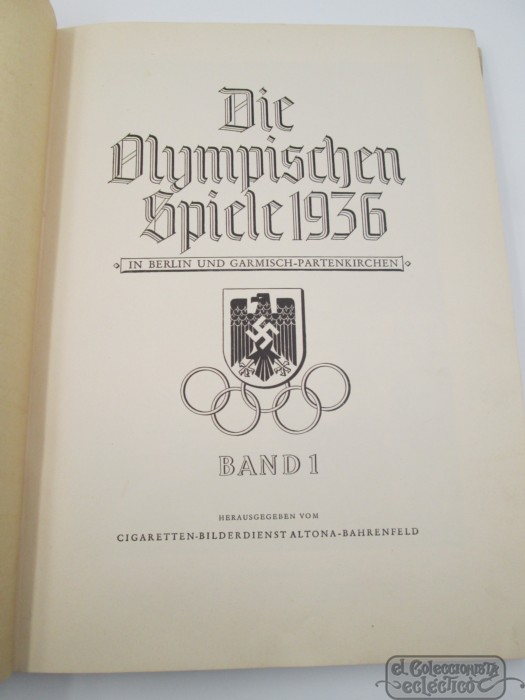 Die
Olympischen
Spiele 1936
IN BERLIN UND GARMISCH-PARTENKIRCHEN
BAND 1
HERAUSGEGEBEN VOM
CIGARETTEN-BILDERDIENST ALTONA-BAHRENFELD
el Coleccionista
ecléctico